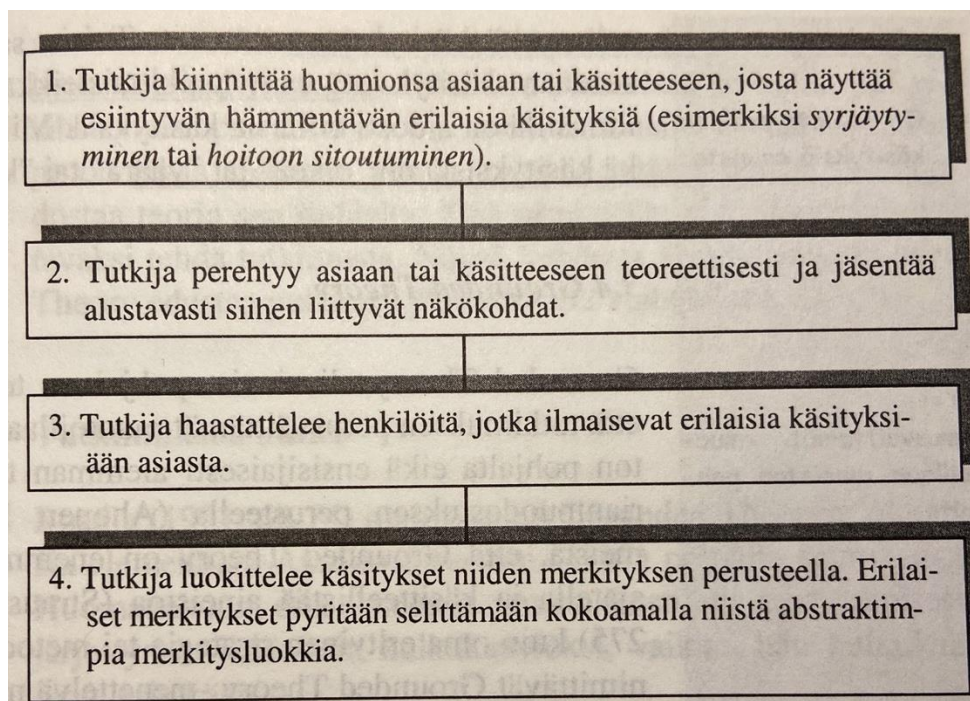 1. Tutkija kiinnittää huomionsa asiaan tai käsitteeseen, josta näyttää
esiintyvän hämmentävän erilaisia käsityksiä (esimerkiksi syrjäyty-
minen tai hoitoon sitoutuminen).
2. Tutkija perehtyy asiaan tai käsitteeseen teoreettisesti ja jäsentää
alustavasti siihen liittyvät näkökohdat.
3. Tutkija haastattelee henkilöitä, jotka ilmaisevat erilaisia käsityksi-
ään asiasta.
4. Tutkija luokittelee käsitykset niiden merkityksen perusteella. Erilai-
set merkitykset pyritään selittämään kokoamalla niistä abstraktim-
pia merkitysluokkia.